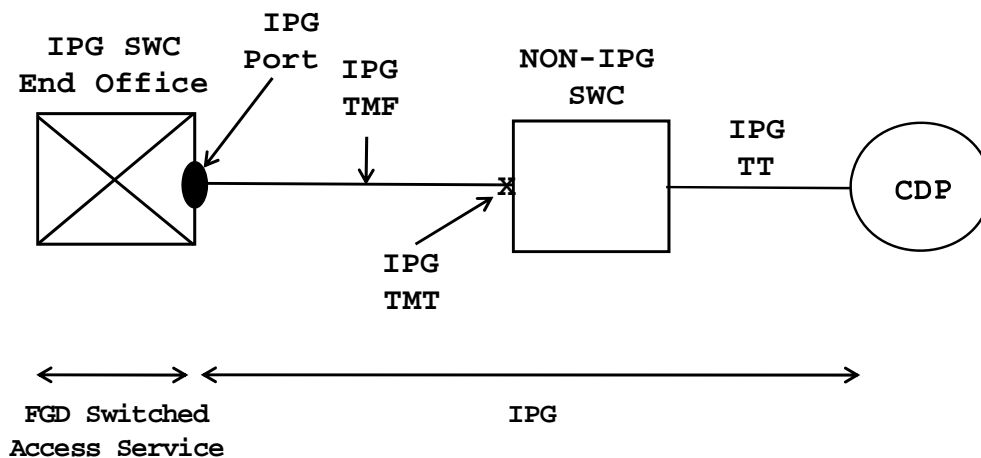 IPG SWC
End Office
IPG
Port
IPG
TMF
NON-IPG
SWC
IPG
TT
CDP
X
IPG
TMT
FGD Switched
Access Service
IPG